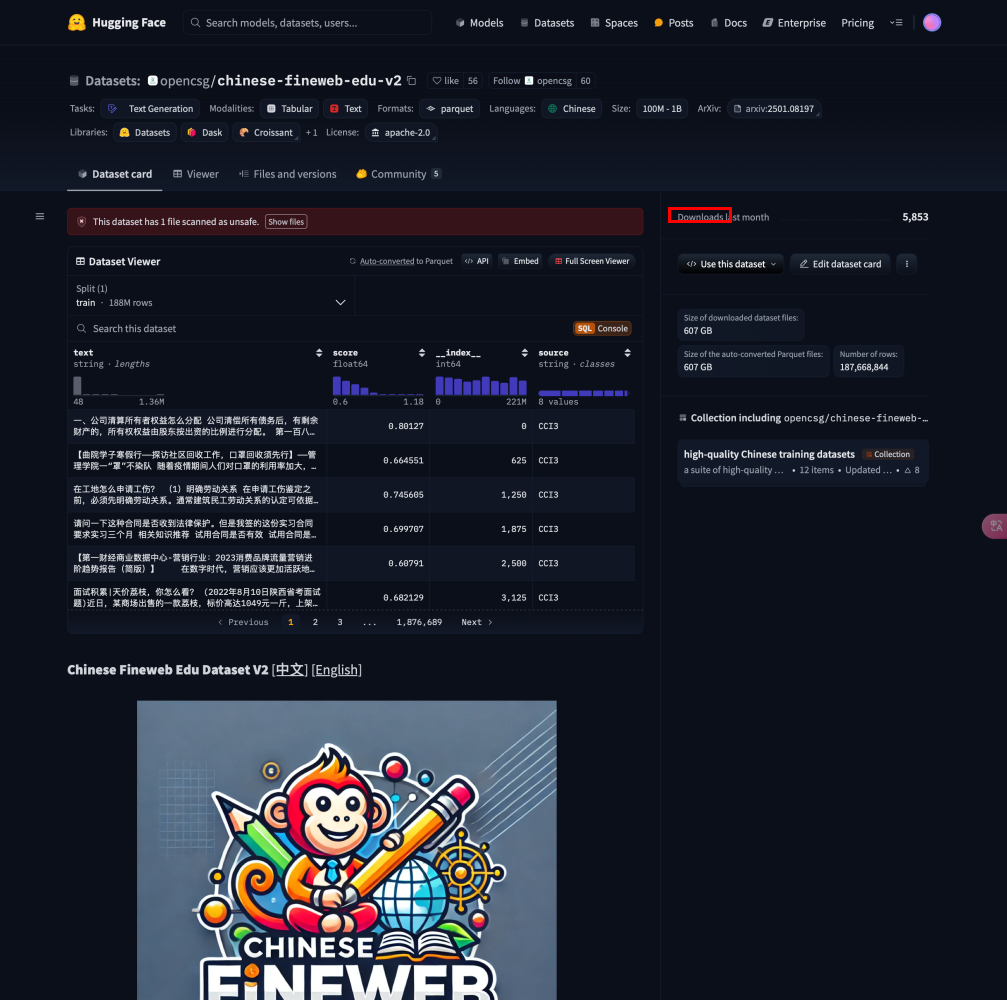 Hugging Face
Search models, datasets, users...
Models
Datasets
Spaces
Posts
Docs
Enterprise
Pricing
Datasets: opencsg/chinese-fineweb-edu-v2
like 56
Follow opencsg 60
Tasks: Text Generation
Modalities: Tabular Text
Formats: parquet
Languages: Chinese
Size: 100M - 1B
ArXiv: arxiv:2501.08197
Libraries: Datasets Dask Croissant + 1
License: apache-2.0
Dataset card
Viewer
Files and versions
Community 5
This dataset has 1 file scanned as unsafe. Show files
Dataset Viewer
Auto-converted to Parquet
API
Embed
Full Screen Viewer
Split (1)
train · 188M rows
Search this dataset
SQL Console
text score __index__ source
string · lengths float64 int64 string · classes
48 1.36M 0.6 1.18 0 221M 8 values
一、公司清算所有者权益怎么分配 公司清偿所有债务后，有剩余
财产的，所有权权益由股东按出资的比例进行分配。 第一百八…
0.80127 0 CCI3
【曲院学子寒假行——探访社区回收工作，口罩回收须先行】——管
理学院一“罩”不染队 随着疫情期间人们对口罩的利用率加大，…
0.664551 625 CCI3
在工地怎么申请工伤? （1）明确劳动关系 在申请工伤鉴定之
前，必须先明确劳动关系。通常建筑民工劳动关系的认定可依据…
0.745605 1,250 CCI3
请问一下这种合同是否收到法律保护。但是我签的这份实习合同
要求实习三个月 相关知识推荐 试用合同是否有效 试用合同是…
0.699707 1,875 CCI3
【第一财经商业数据中心-营销行业: 2023消费品牌流量营销进
阶趋势报告（简版）】 在数字时代，营销应该更加活跃地…
0.60791 2,500 CCI3
面试积累|天价荔枝，你怎么看? （2022年8月10日陕西省考面试
题)近日，某商场出售的一款荔枝，标价高达1049元一斤，上架…
0.682129 3,125 CCI3
Previous 1 2 3 ... 1,876,689 Next
Chinese Fineweb Edu Dataset V2 [中文] [English]
CHINESE
FINEWEB
Downloads last month
5,853
Use this dataset
Edit dataset card
Size of downloaded dataset files:
607 GB
Size of the auto-converted Parquet files:
607 GB
Number of rows:
187,668,844
Collection including opencsg/chinese-fineweb-…
high-quality Chinese training datasets Collection
a suite of high-quality … • 12 items • Updated … • 8